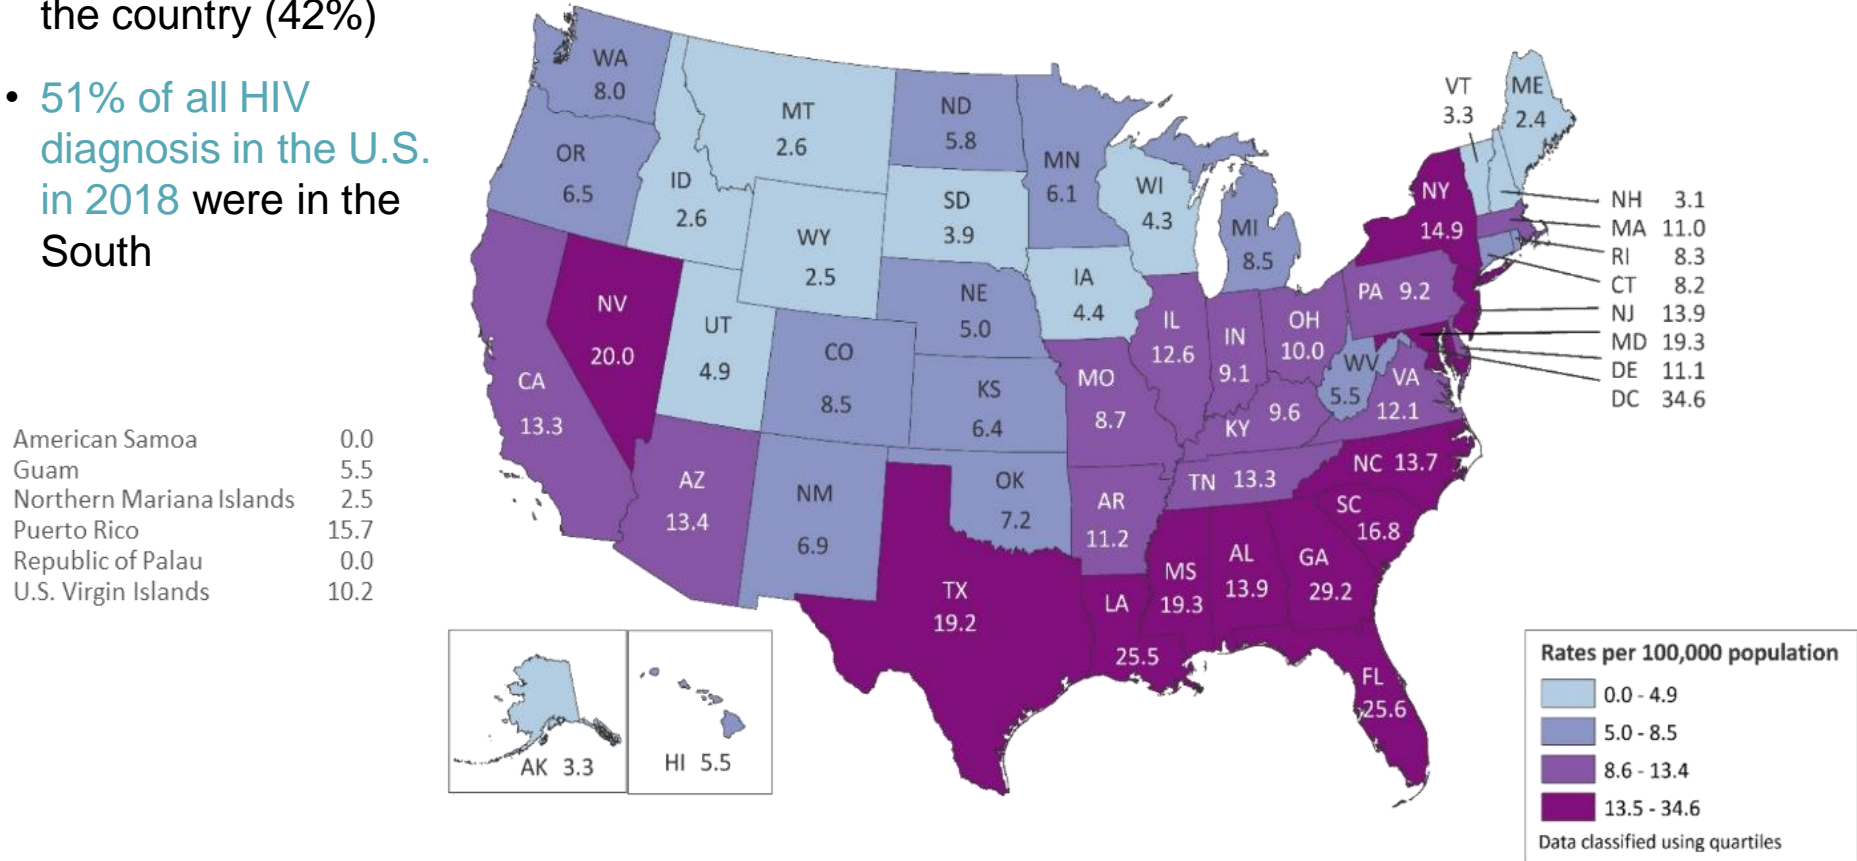 the country (42%)
• 51% of all HIV
diagnosis in the U.S.
in 2018 were in the
South
American Samoa 0.0
Guam 5.5
Northern Mariana Islands 2.5
Puerto Rico 15.7
Republic of Palau 0.0
U.S. Virgin Islands 10.2
WA
8.0
OR
6.5
ID
2.6
MT
2.6
WY
2.5
ND
5.8
SD
3.9
NE
5.0
MN
6.1
WI
4.3
IA
4.4
MI
8.5
NV
20.0
UT
4.9
CO
8.5
KS
6.4
CA
13.3
AZ
13.4
NM
6.9
OK
7.2
TX
19.2
MO
8.7
IL
12.6
IN
9.1
OH
10.0
KY 9.6
WV
5.5
VA
12.1
PA 9.2
NY
14.9
VT
3.3
ME
2.4
NH 3.1
MA 11.0
RI 8.3
CT 8.2
NJ 13.9
MD 19.3
DE 11.1
DC 34.6
TN 13.3
NC 13.7
SC
16.8
AR
11.2
LA
25.5
MS
19.3
AL
13.9
GA
29.2
FL
25.6
AK 3.3
HI 5.5
Rates per 100,000 population
0.0 - 4.9
5.0 - 8.5
8.6 - 13.4
13.5 - 34.6
Data classified using quartiles